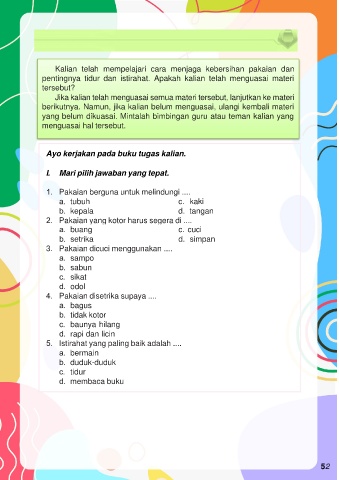 Kalian telah mempelajari cara menjaga kebersihan pakaian dan
pentingnya tidur dan istirahat. Apakah kalian telah menguasai materi
tersebut?
Jika kalian telah menguasai semua materi tersebut, lanjutkan ke materi
berikutnya. Namun, jika kalian belum menguasai, ulangi kembali materi
yang belum dikuasai. Mintalah bimbingan guru atau teman kalian yang
menguasai hal tersebut.
Ayo kerjakan pada buku tugas kalian.
I. Mari pilih jawaban yang tepat.
1. Pakaian berguna untuk melindungi ....
a. tubuh c. kaki
b. kepala d. tangan
2. Pakaian yang kotor harus segera di ....
a. buang c. cuci
b. setrika d. simpan
3. Pakaian dicuci menggunakan ....
a. sampo
b. sabun
c. sikat
d. odol
4. Pakaian disetrika supaya ....
a. bagus
b. tidak kotor
c. baunya hilang
d. rapi dan licin
5. Istirahat yang paling baik adalah ....
a. bermain
b. duduk-duduk
c. tidur
d. membaca buku
52